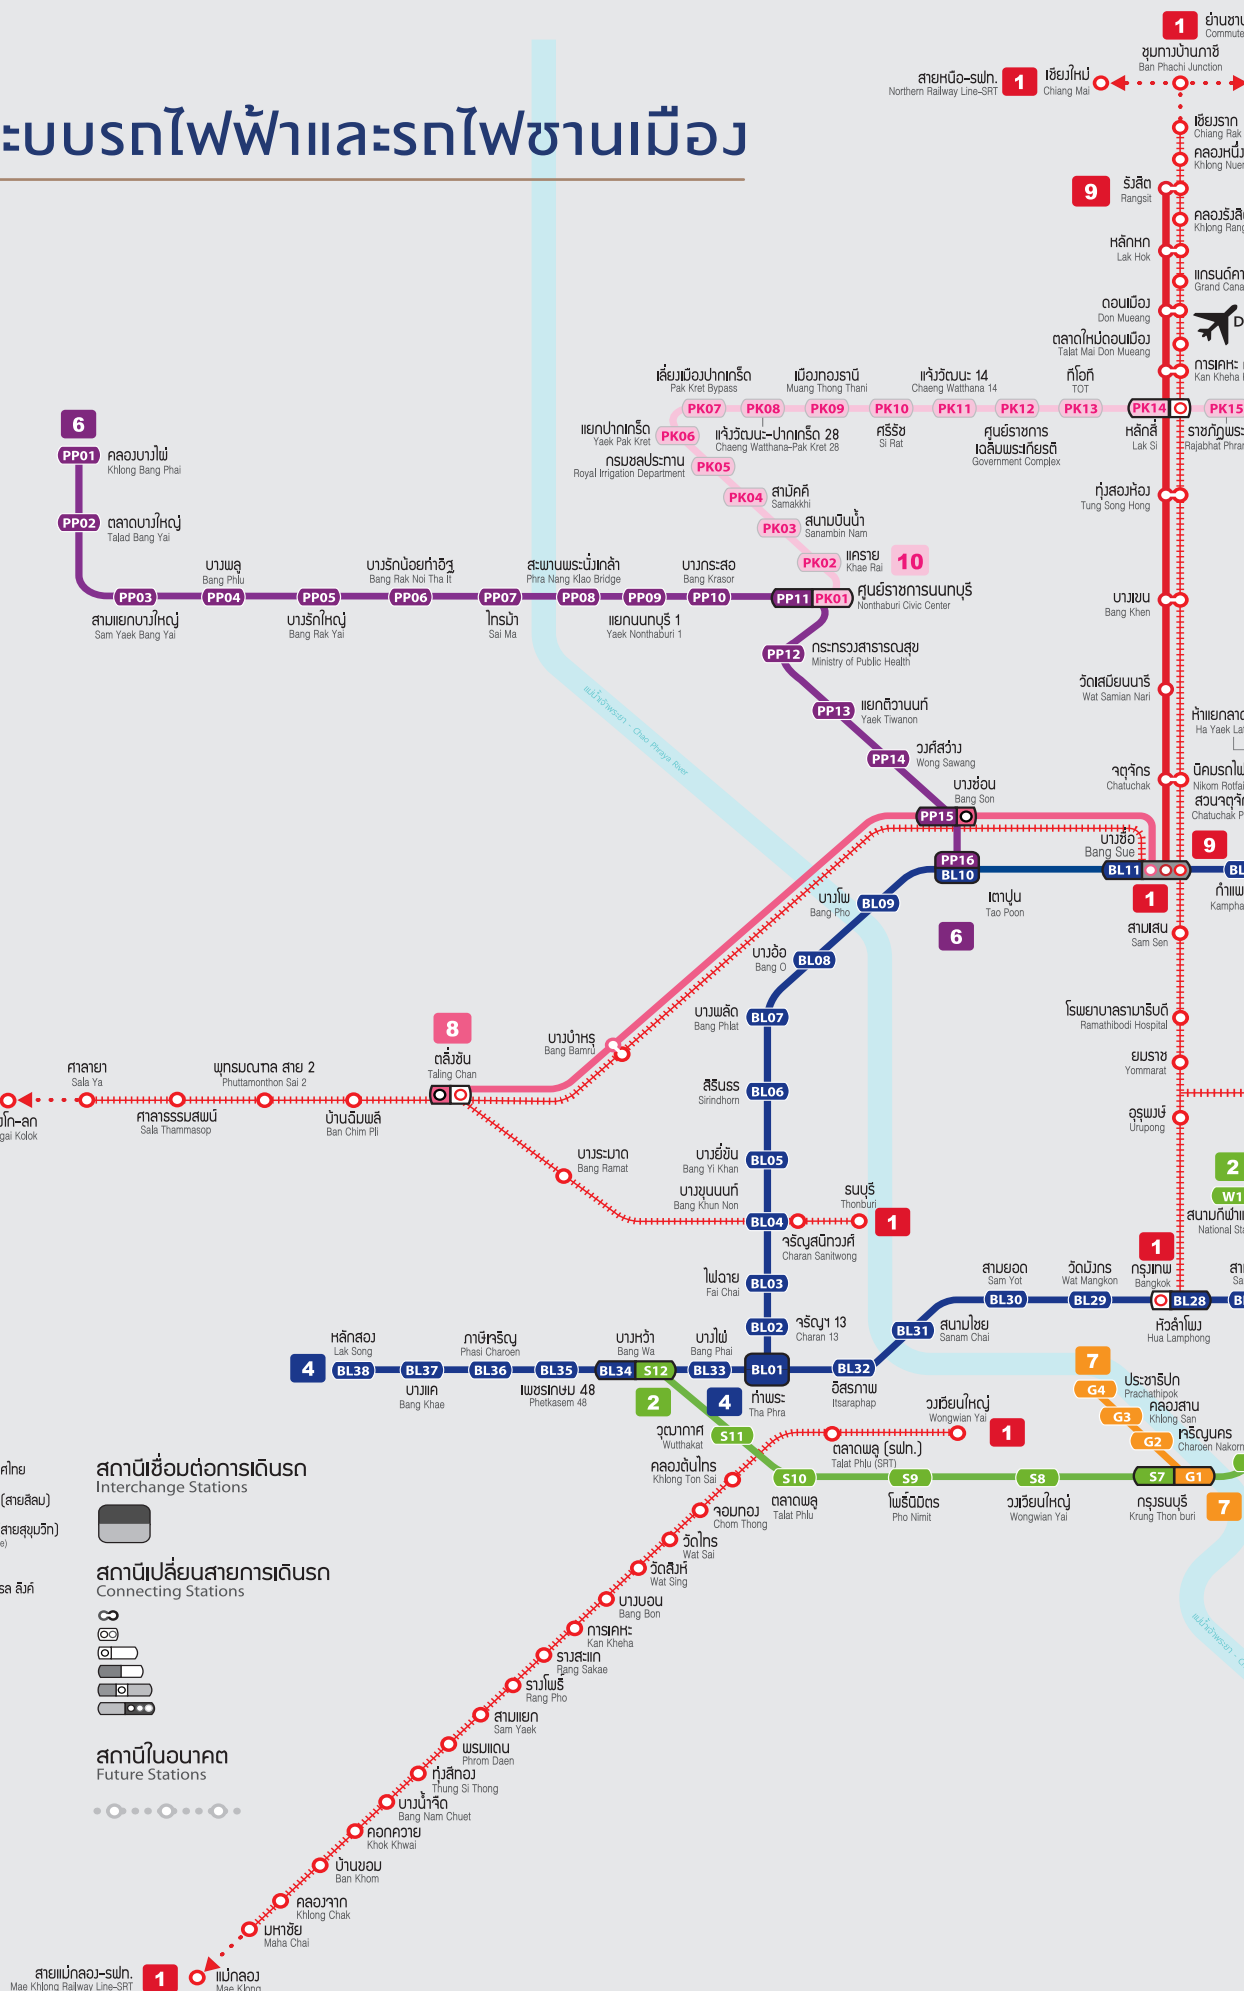 1
ชุมทางบ้านภาชี
Ban Phachi Junction
สายเหนือ-รฟท.
Northern Railway Line-SRT
1
เชียงใหม่
Chiang Mai
ะบบรถไฟฟ้าและรถไฟชานเมือง
เชียงราก
Chiang Rak
9
รังสิต
Rangsit
หลักหก
Lak Hok
ดอนเมือง
Don Mueang
ตลาดใหม่ดอนเมือง
Talat Mai Don Mueang
เลี่ยงเมืองปากเกร็ด
Pak Kret Bypass
เมืองทองธานี
Muang Thong Thani
แจ้งวัฒนะ 14
Chaeng Watthana 14
ทีโอที
TOT
PK07 PK08 PK09 PK10 PK11 PK12 PK13 PK14 PK15
แยกปากเกร็ด
Yaek Pak Kret
PK06
แจ้งวัฒนะ-ปากเกร็ด 28
Chaeng Watthana-Pak Kret 28
ศรีรัช
Si Rat
ศูนย์ราชการ
เฉลิมพระเกียรติ
Government Complex
หลักสี่
Lak Si
กรมชลประทาน
Royal Irrigation Department
PK05
PK04
สามัคคี
Samakkhi
PK03
สนามบินน้ำ
Sanambin Nam
PK02
แคราย
Khae Rai
10
6
PP01
คลองบางไผ่
Khlong Bang Phai
PP02
ตลาดบางใหญ่
Talad Bang Yai
ทุ่งสองห้อง
Tung Song Hong
บางพลู
Bang Phlu
บางรักน้อยท่าอิฐ
Bang Rak Noi Tha It
สะพานพระนั่งเกล้า
Phra Nang Klao Bridge
บางกระสอ
Bang Krasor
PP03 PP04 PP05 PP06 PP07 PP08 PP09 PP10 PP11 PK01
ศูนย์ราชการนนทบุรี
Nonthaburi Civic Center
สามแยกบางใหญ่
Sam Yaek Bang Yai
บางรักใหญ่
Bang Rak Yai
ไทรม้า
Sai Ma
แยกนนทบุรี 1
Yaek Nonthaburi 1
บางเขน
Bang Khen
PP12
กระทรวงสาธารณสุข
Ministry of Public Health
วัดเสมียนนารี
Wat Samian Nari
PP13
แยกติวานนท์
Yaek Tiwanon
แม่น้ำเจ้าพระยา - Chao Phraya River
PP14
วงศ์สว่าง
Wong Sawang
จตุจักร
Chatuchak
บางซ่อน
Bang Son
PP15
บางซื่อ
Bang Sue
9
PP16
BL10
BL11
เตาปูน
Tao Poon
6
1
บางโพ
Bang Pho
BL09
สามเสน
Sam Sen
บางอ้อ
Bang O
BL08
บางพลัด
Bang Phlat
BL07
โรงพยาบาลรามาธิบดี
Ramathibodi Hospital
8
ตลิ่งชัน
Taling Chan
บางบำหรุ
Bang Bamru
ยมราช
Yommarat
ศาลายา
Sala Ya
พุทธมณฑล สาย 2
Phuttamonthon Sai 2
สิรินธร
Sirindhorn
BL06
งโก-ลก
gai Kolok
ศาลาธรรมสพน์
Sala Thammasop
บ้านฉิมพลี
Ban Chim Pli
อุรุพงษ์
Urupong
บางระมาด
Bang Ramat
บางยี่ขัน
Bang Yi Khan
BL05
2
บางขุนนนท์
Bang Khun Non
BL04
ธนบุรี
Thonburi
1
จรัญสนิทวงศ์
Charan Sanitwong
ไฟฉาย
Fai Chai
BL03
สามยอด
Sam Yot
วัดมังกร
Wat Mangkon
1
กรุงเทพ
Bangkok
BL30 BL29 BL28
หัวลำโพง
Hua Lamphong
BL02
จรัญฯ 13
Charan 13
BL31
สนามไชย
Sanam Chai
หลักสอง
Lak Song
ภาษีเจริญ
Phasi Charoen
บางหว้า
Bang Wa
บางไผ่
Bang Phai
4
BL38 BL37 BL36 BL35 BL34 S12 BL33 BL01 BL32
บางแค
Bang Khae
เพชรเกษม 48
Phetkasem 48
2
4
ท่าพระ
Tha Phra
อิสรภาพ
Itsaraphap
7
G4
ประชาธิปก
Prachathipok
G3
คลองสาน
Khlong San
G2
เจริญนคร
Charoen Nakorn
วงเวียนใหญ่
Wongwian Yai
1
วุฒากาศ
Wutthakat
S11
ตลาดพลู (รฟท.)
Talat Phlu (SRT)
คลองต้นไทร
Khlong Ton Sai
S10 S9 S8 S7 G1
ตลาดพลู
Talat Phlu
โพธิ์นิมิตร
Pho Nimit
วงเวียนใหญ่
Wongwian Yai
กรุงธนบุรี
Krung Thon buri
7
จอมทอง
Chom Thong
วัดไทร
Wat Sai
วัดสิงห์
Wat Sing
บางบอน
Bang Bon
การเคหะ
Kan Kheha
รางสะแก
Rang Sakae
รางโพธิ์
Rang Pho
สามแยก
Sam Yaek
พรมแดน
Phrom Daen
ทุ่งสีทอง
Thung Si Thong
บางน้ำจืด
Bang Nam Chuet
คอกควาย
Khok Khwai
บ้านขอม
Ban Khom
คลองจาก
Khlong Chak
มหาชัย
Maha Chai
สายแม่กลอง-รฟท.
Mae Khlong Railway Line-SRT
1
แม่กลอง
Mae Klong
ศไทย
(สายสีลม)
สายสุขุมวิท)
e)
รล ลิงค์
สถานีเชื่อมต่อการเดินรถ
Interchange Stations
สถานีเปลี่ยนสายการเดินรถ
Connecting Stations
สถานีในอนาคต
Future Stations